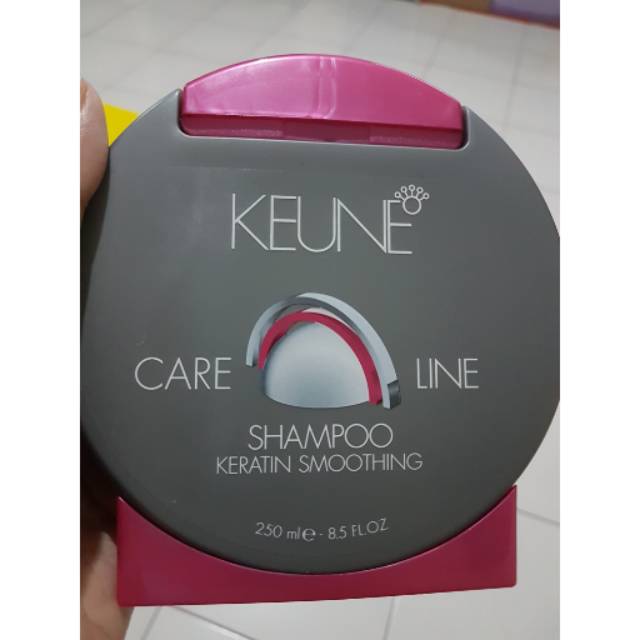 KEUNE
CARE LINE
SHAMPOO
KERATIN SMOOTHING
250 ml e - 8.5 FL.OZ